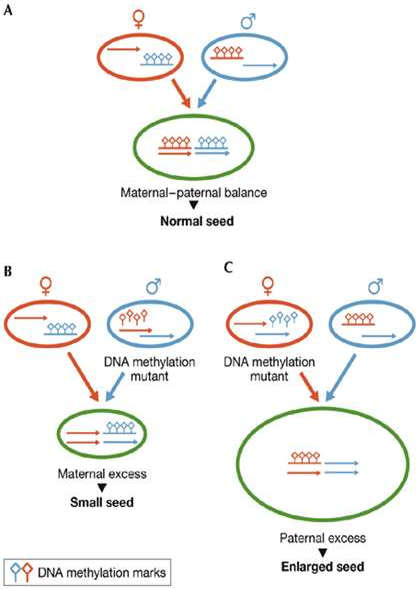 A
♀
♂
Maternal–paternal balance
Normal seed
B
♀
♂
DNA methylation
mutant
Maternal excess
Small seed
C
♀
♂
DNA methylation
mutant
Paternal excess
Enlarged seed
DNA methylation marks